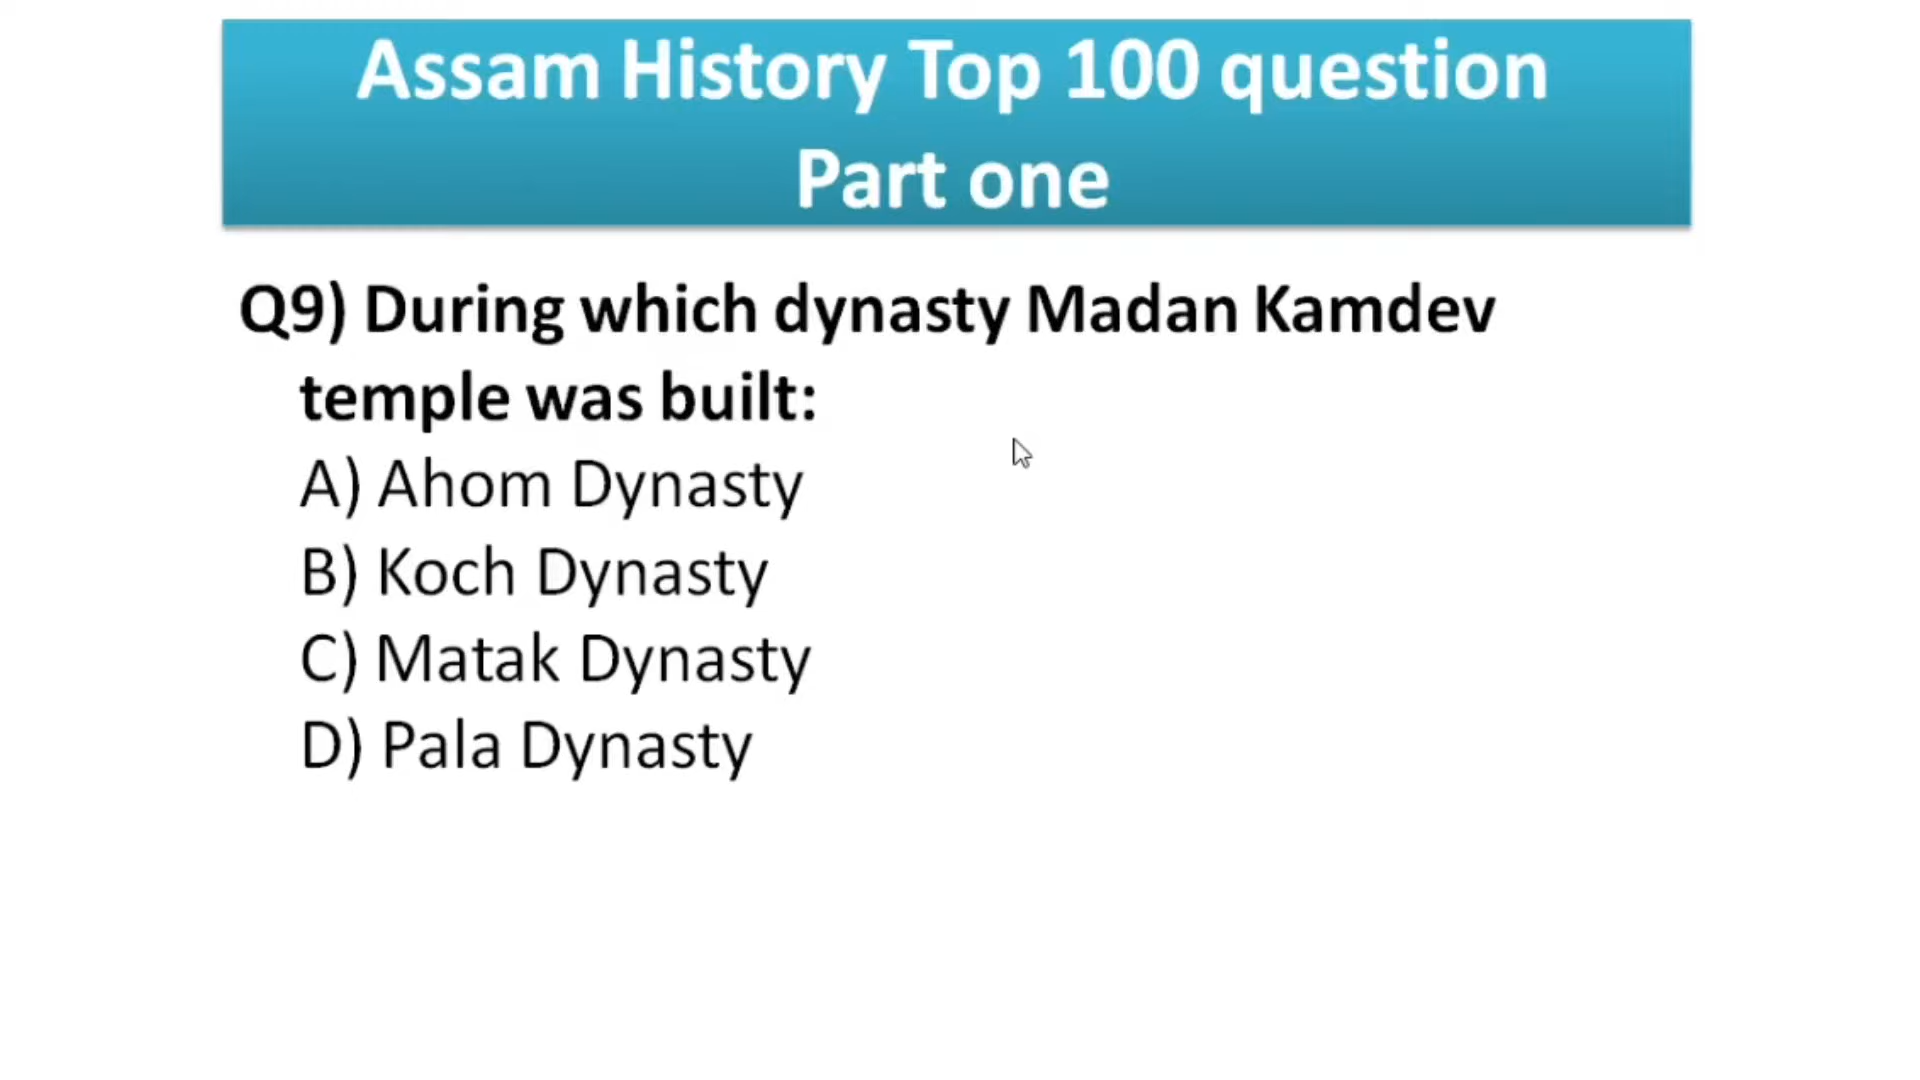 Assam History Top 100 question
Part one
Q9) During which dynasty Madan Kamdev
temple was built:
A) Ahom Dynasty
B) Koch Dynasty
C) Matak Dynasty
D) Pala Dynasty